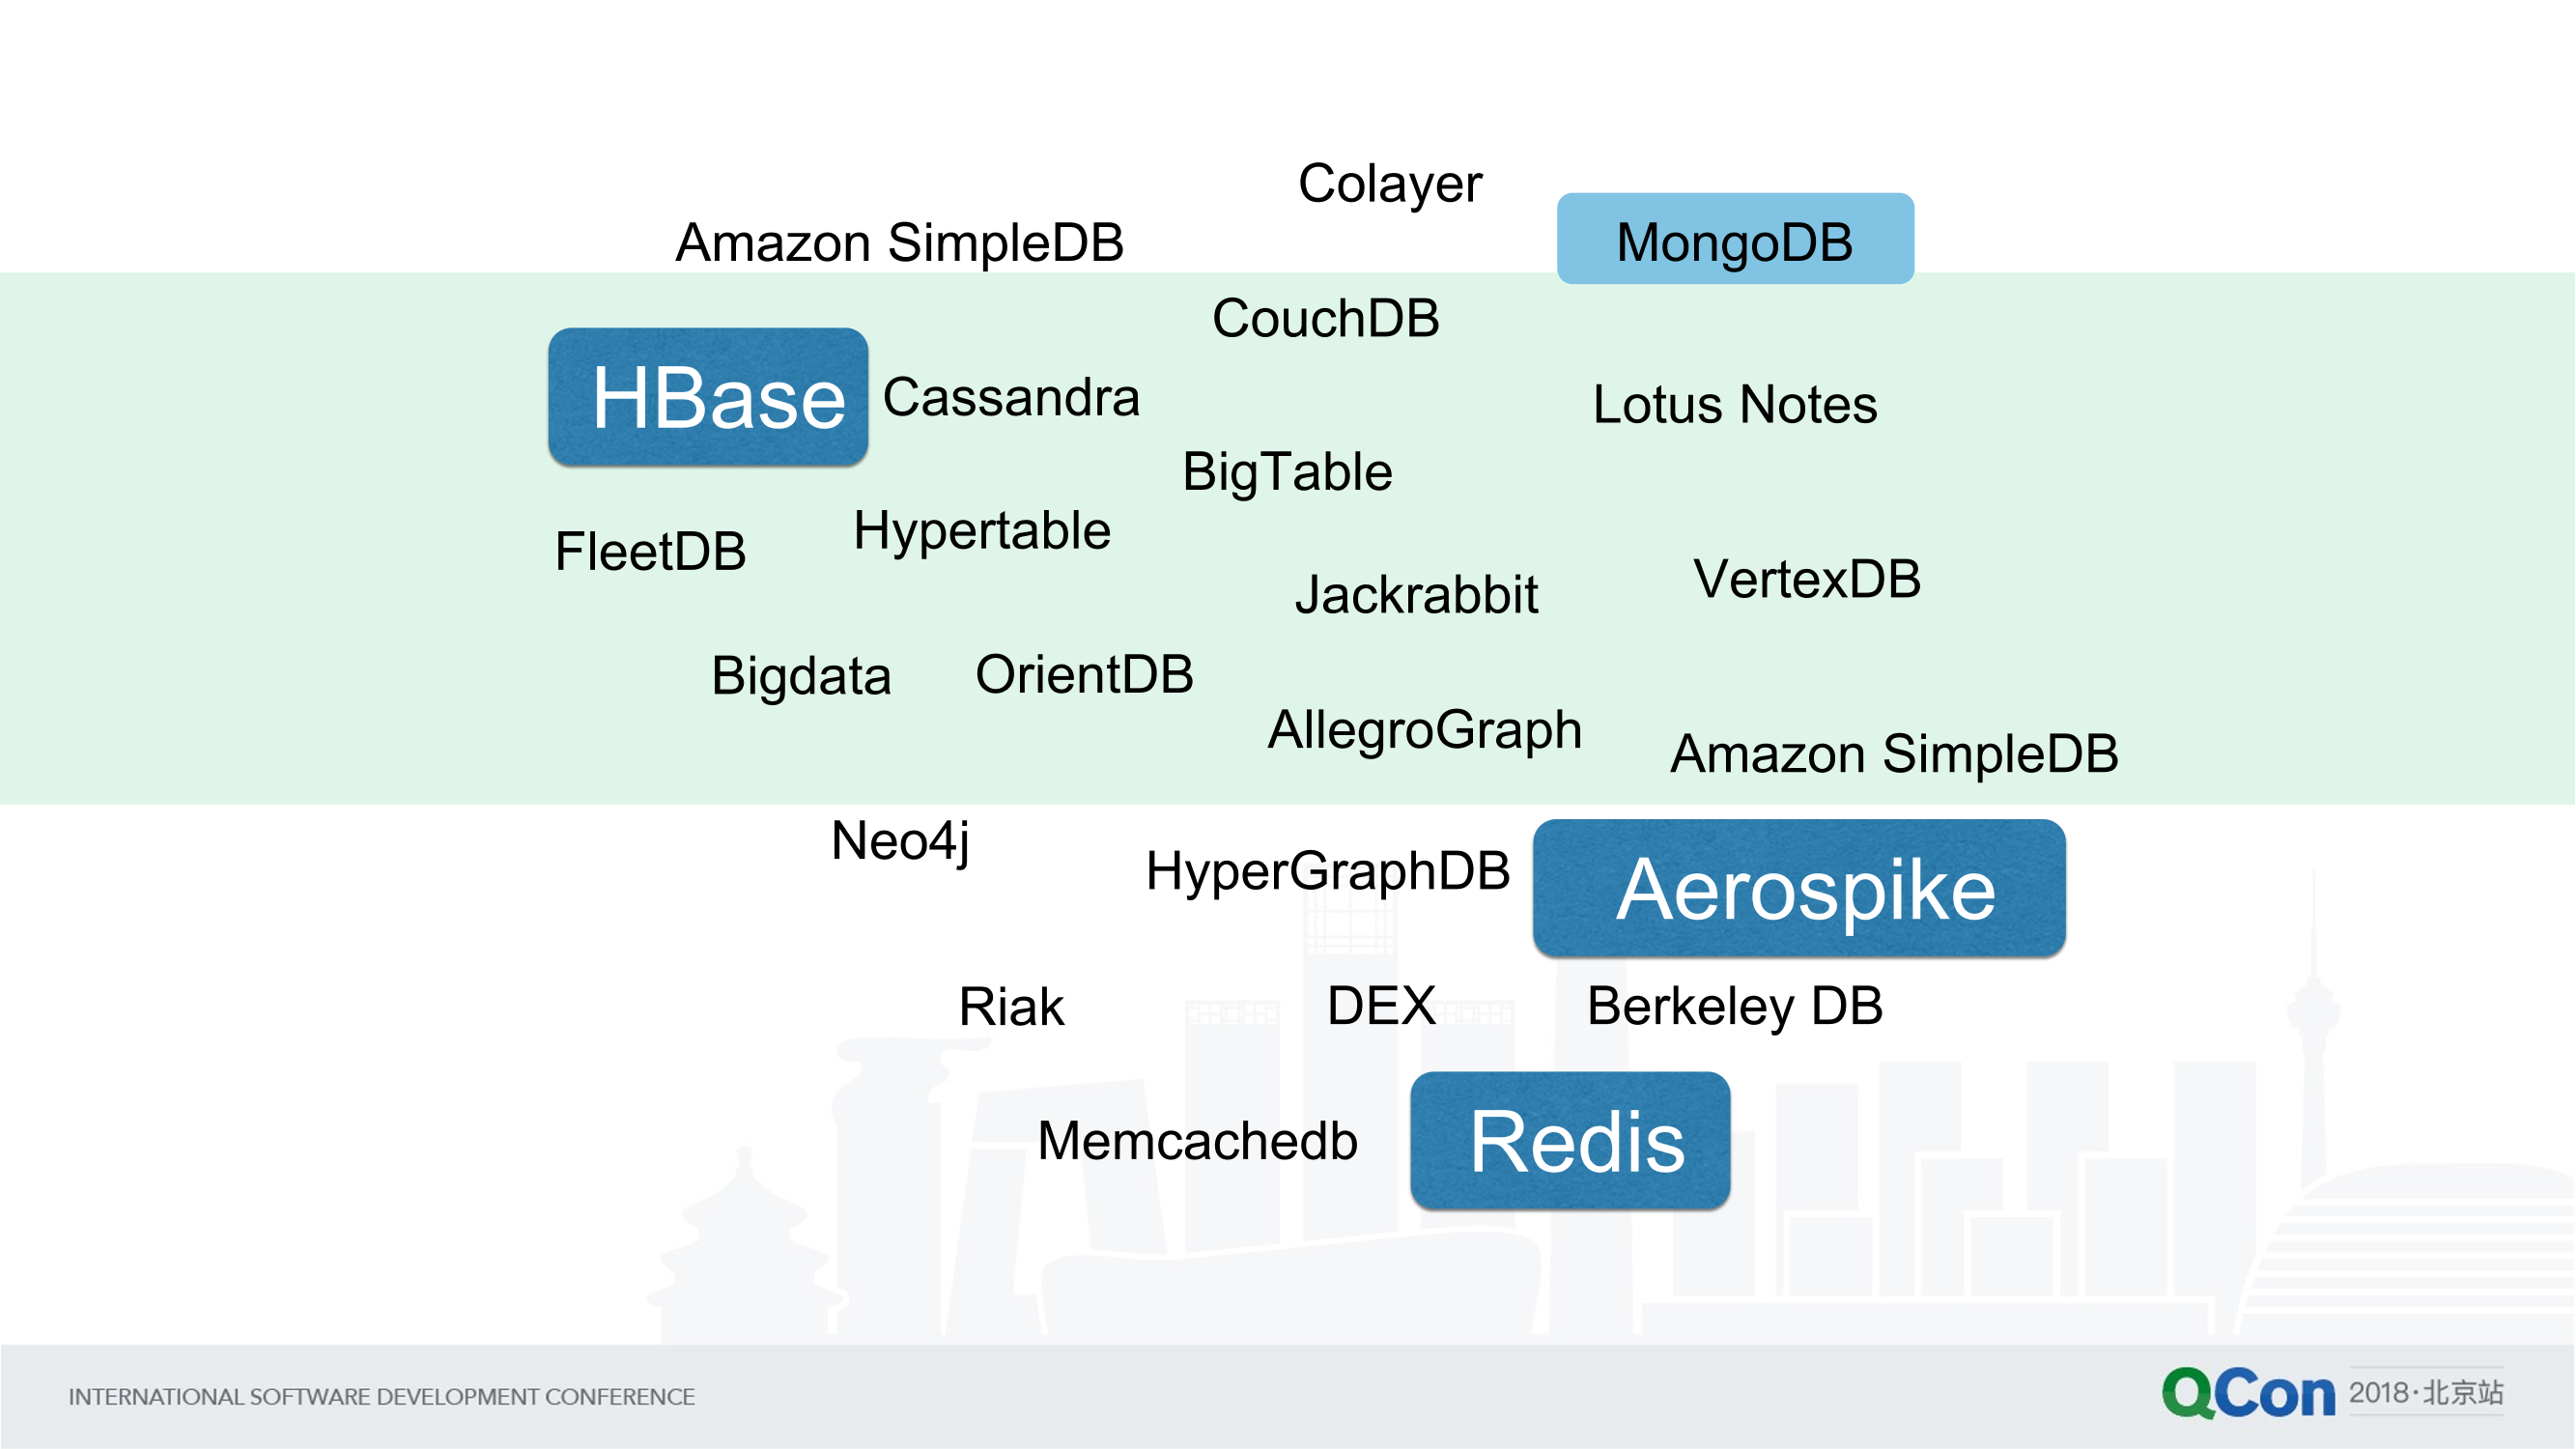 Colayer
Amazon SimpleDB
MongoDB
CouchDB
HBase
Cassandra
Lotus Notes
BigTable
Hypertable
FleetDB
VertexDB
Jackrabbit
Bigdata
OrientDB
AllegroGraph
Amazon SimpleDB
Neo4j
HyperGraphDB
Aerospike
Riak
DEX
Berkeley DB
Memcachedb
Redis
INTERNATIONAL SOFTWARE DEVELOPMENT CONFERENCE
QCon 2018·北京站